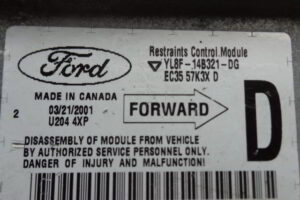 Ford
Restraints Control Module
YL8F-14B321-DG
EC35 57K3X D
MADE IN CANADA
03/21/2001
U204 4XP
2
FORWARD
D
DISASSEMBLY OF MODULE FROM VEHICLE
BY AUTHORIZED SERVICE PERSONNEL ONLY.
DANGER OF INJURY AND MALFUNCTION!